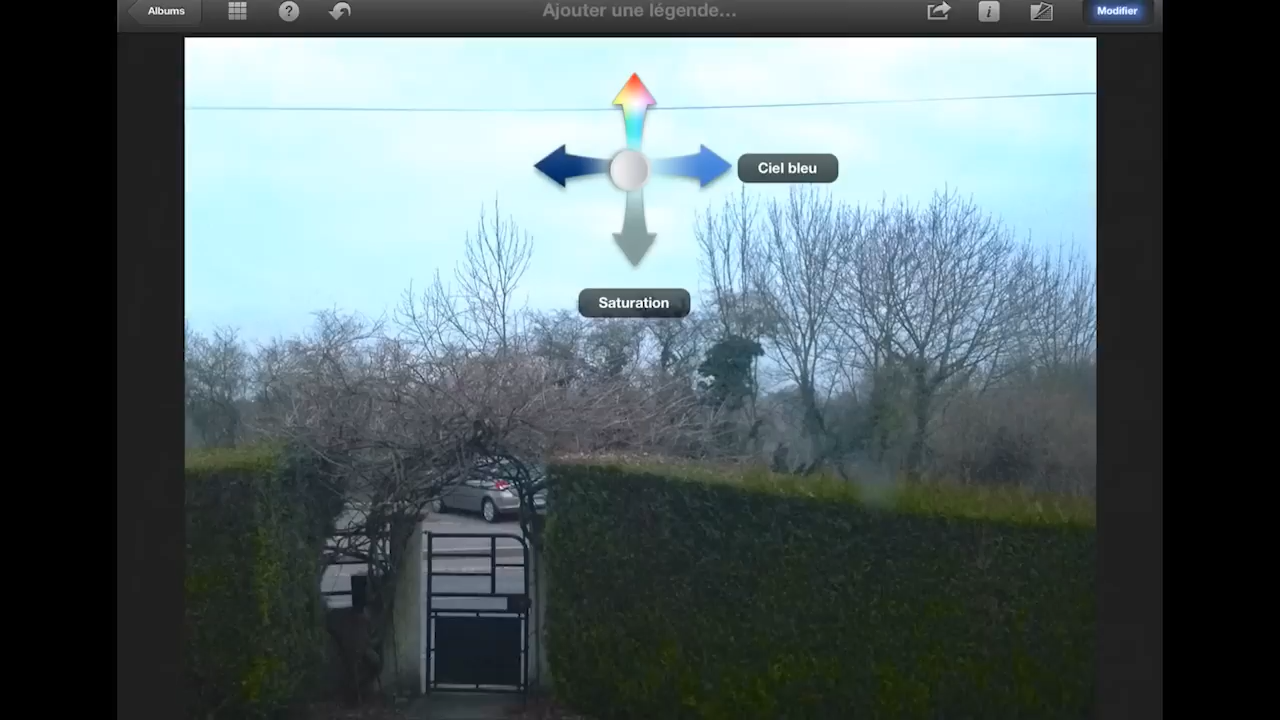 Albums
?
Ajouter une légende...
i
Modifier
Ciel bleu
Saturation